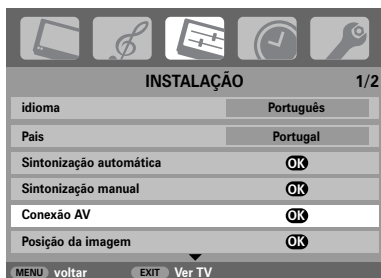 INSTALAÇÃO 1/2
idioma Português
Pais Portugal
Sintonização automática OK
Sintonização manual OK
Conexão AV OK
Posição da imagem OK
MENU voltar EXIT Ver TV